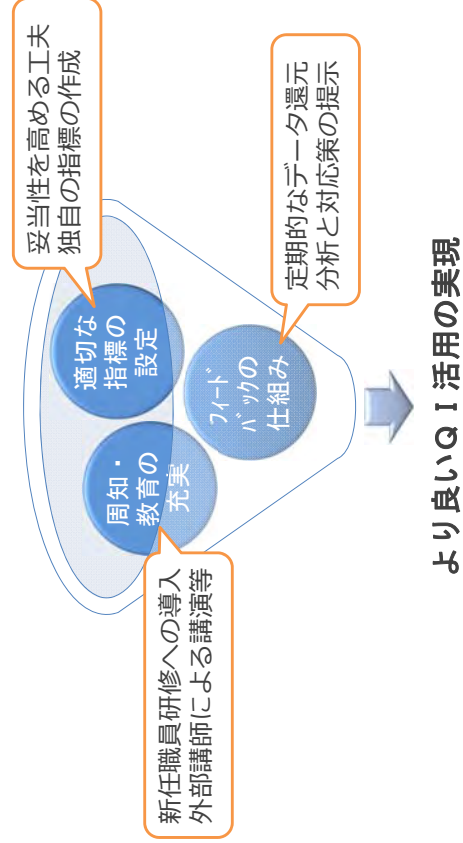 妥当性を高める工夫
独自の指標の作成
適切な
指標の
設定
周知・
教育の
充実
新任職員研修への導入
外部講師による講演等
フィード
バックの
仕組み
定期的なデータ還元
分析と対応策の提示
より良いＱＩ活用の実現